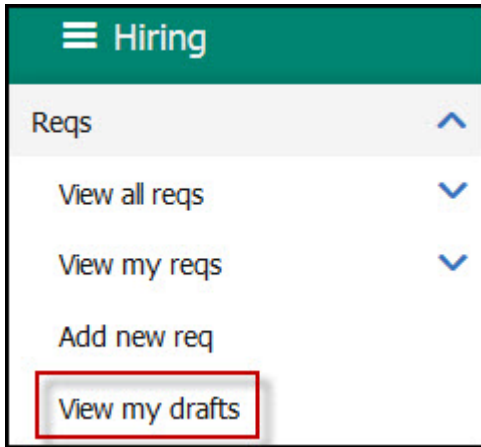 Hiring
Reqs
View all reqs
View my reqs
Add new req
View my drafts